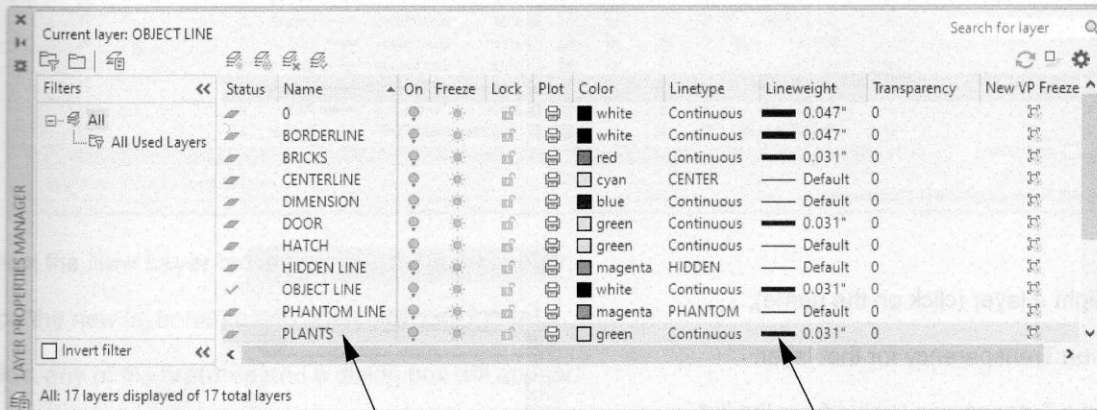 Current layer: OBJECT LINE
Search for layer
Filters
Status Name On Freeze Lock Plot Color Linetype Lineweight Transparency New VP Freeze
All
All Used Layers
0 white Continuous 0.047" 0
BORDERLINE white Continuous 0.047" 0
BRICKS red Continuous 0.031" 0
CENTERLINE cyan CENTER Default 0
DIMENSION blue Continuous Default 0
DOOR green Continuous 0.031" 0
HATCH green Continuous Default 0
HIDDEN LINE magenta HIDDEN Default 0
OBJECT LINE white Continuous 0.031" 0
PHANTOM LINE magenta PHANTOM Default 0
PLANTS green Continuous 0.031" 0
Invert filter
All: 17 layers displayed of 17 total layers
LAYER PROPERTIES MANAGER